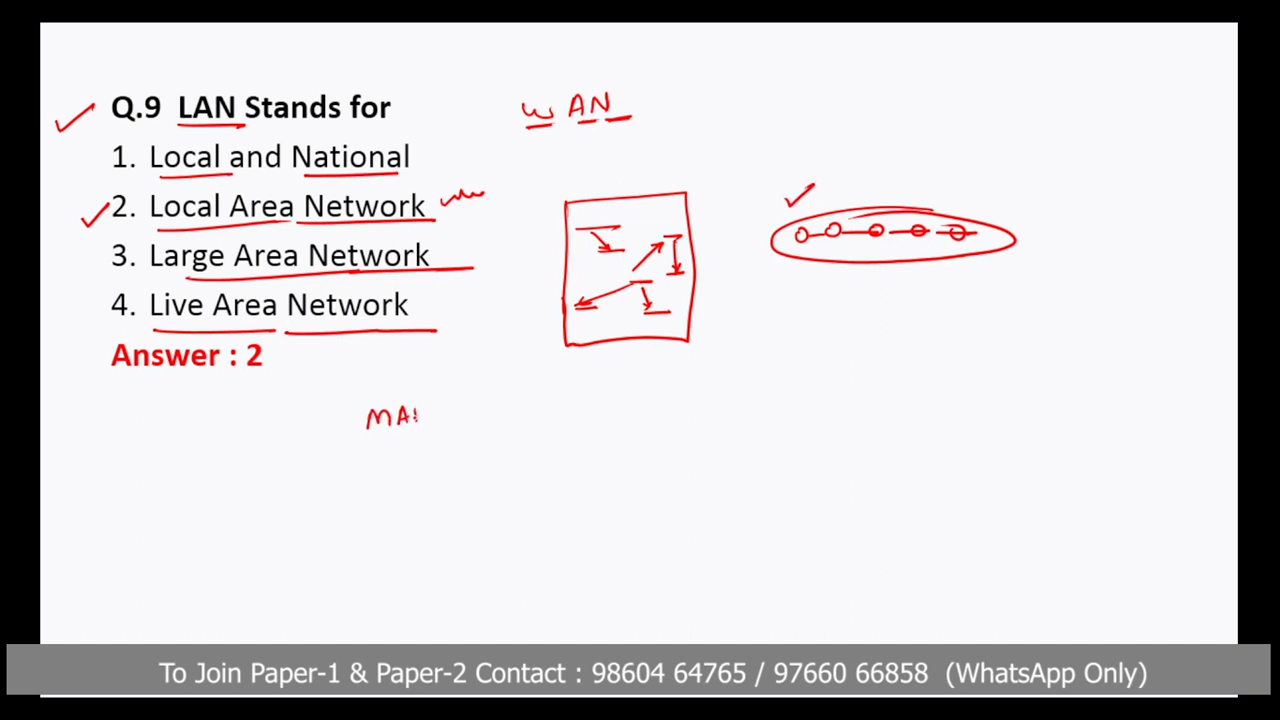 Q.9 LAN Stands for
WAN
1. Local and National
2. Local Area Network
3. Large Area Network
4. Live Area Network
Answer : 2
MA
To Join Paper-1 & Paper-2 Contact : 98604 64765 / 97660 66858 (WhatsApp Only)